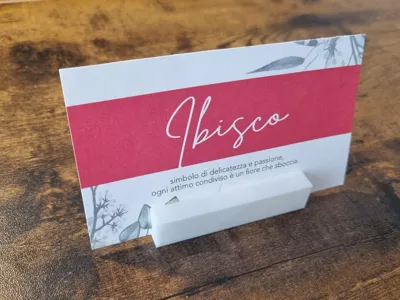 Ibisco
simbolo di delicatezza e passione,
ogni attimo condiviso è un fiore che sboccia